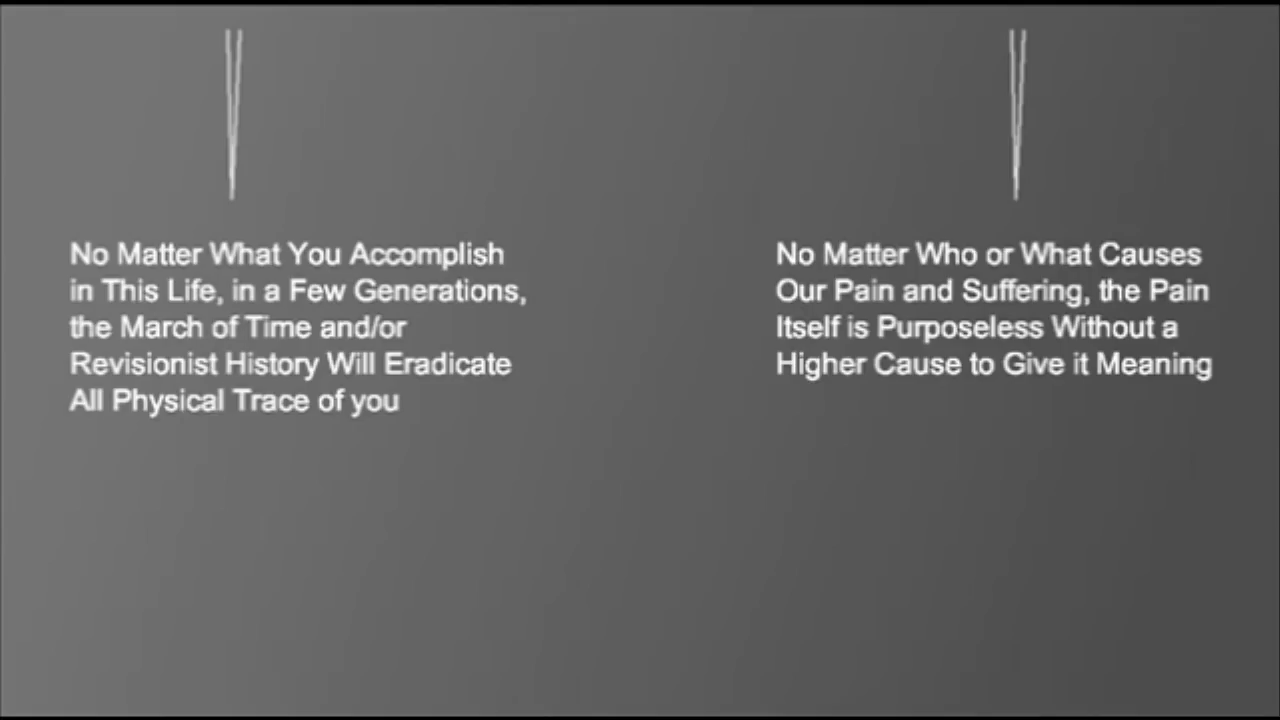 No Matter What You Accomplish
in This Life, in a Few Generations,
the March of Time and/or
Revisionist History Will Eradicate
All Physical Trace of you
No Matter Who or What Causes
Our Pain and Suffering, the Pain
Itself is Purposeless Without a
Higher Cause to Give it Meaning